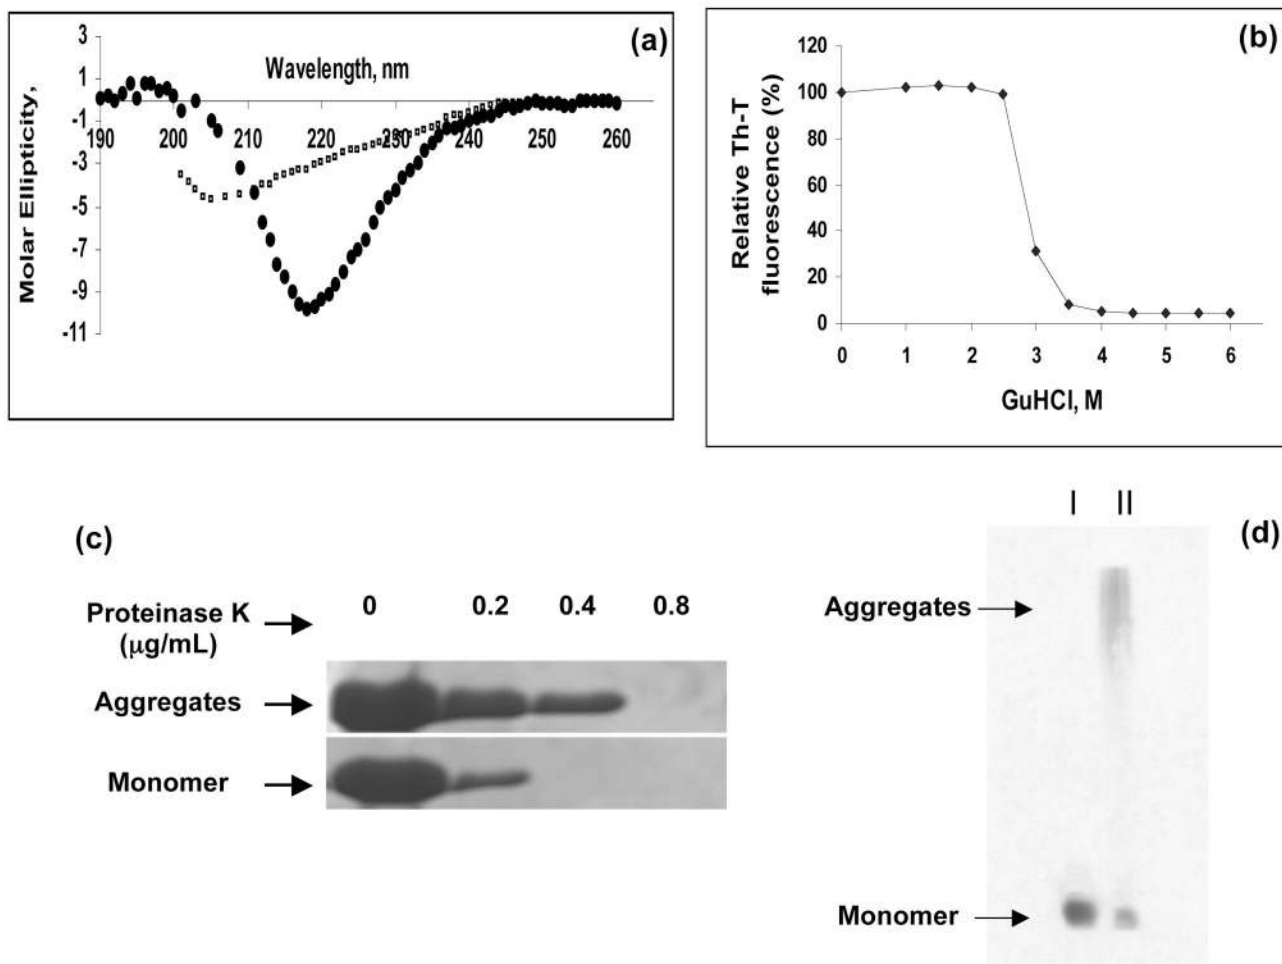 (a)
Wavelength, nm
Molar Ellipticity,
3
1
-1
-3
-5
-7
-9
-11
190 200 210 220 230 240 250 260
(b)
Relative Th-T
fluorescence (%)
120
100
80
60
40
20
0
0 1 2 3 4 5 6
GuHCl, M
(c)
Proteinase K
(μg/mL)
0 0.2 0.4 0.8
Aggregates
Monomer
(d)
I II
Aggregates
Monomer